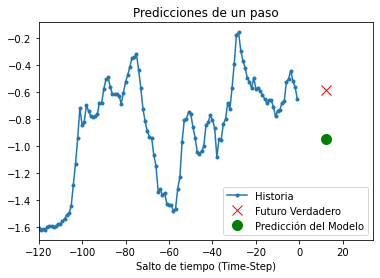 Predicciones de un paso
−0.2
−0.4
−0.6
−0.8
−1.0
−1.2
−1.4
−1.6
Historia
Futuro Verdadero
Predicción del Modelo
−120 −100 −80 −60 −40 −20 0 20
Salto de tiempo (Time-Step)